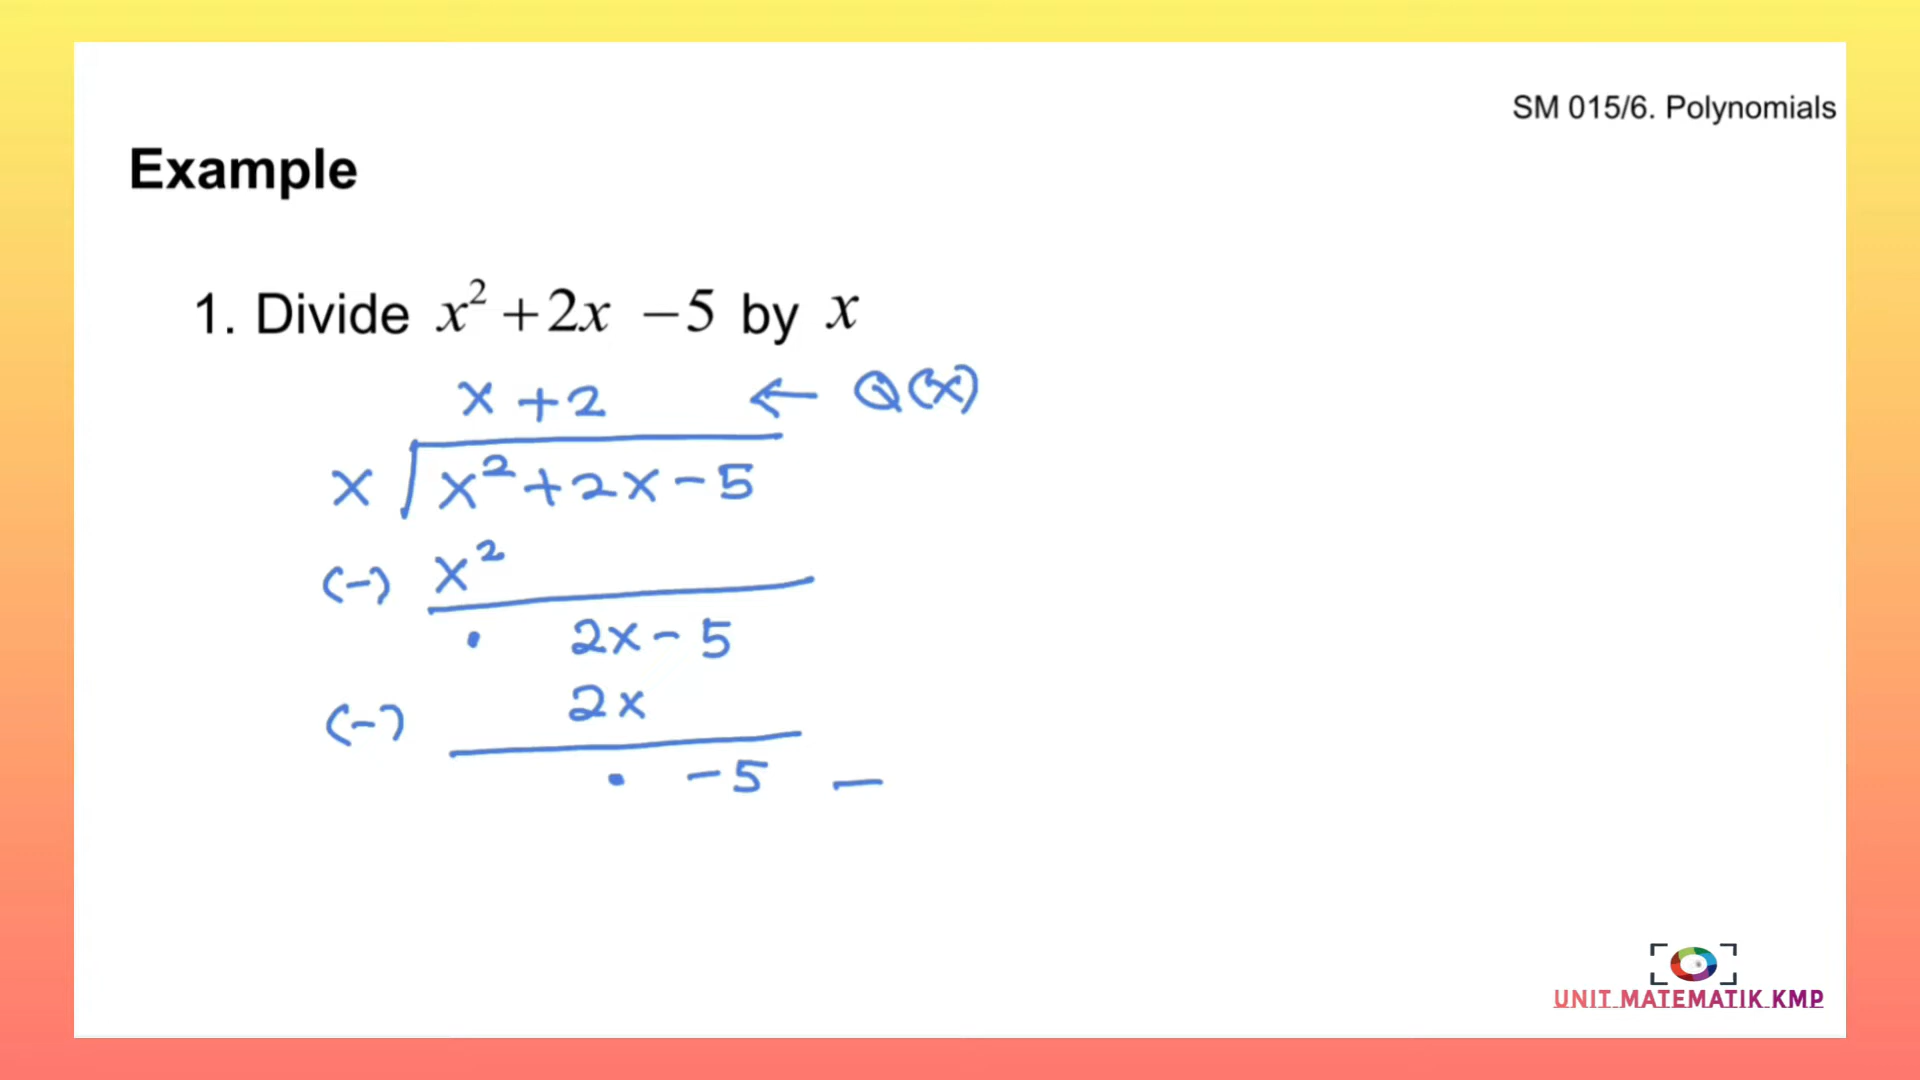 SM 015/6. Polynomials
Example
1. Divide x² + 2x − 5 by x
x + 2 ← Q(x)
x √ x² + 2x − 5
(−) x²
· 2x − 5
(−) 2x
· −5 −
UNIT MATEMATIK KMP